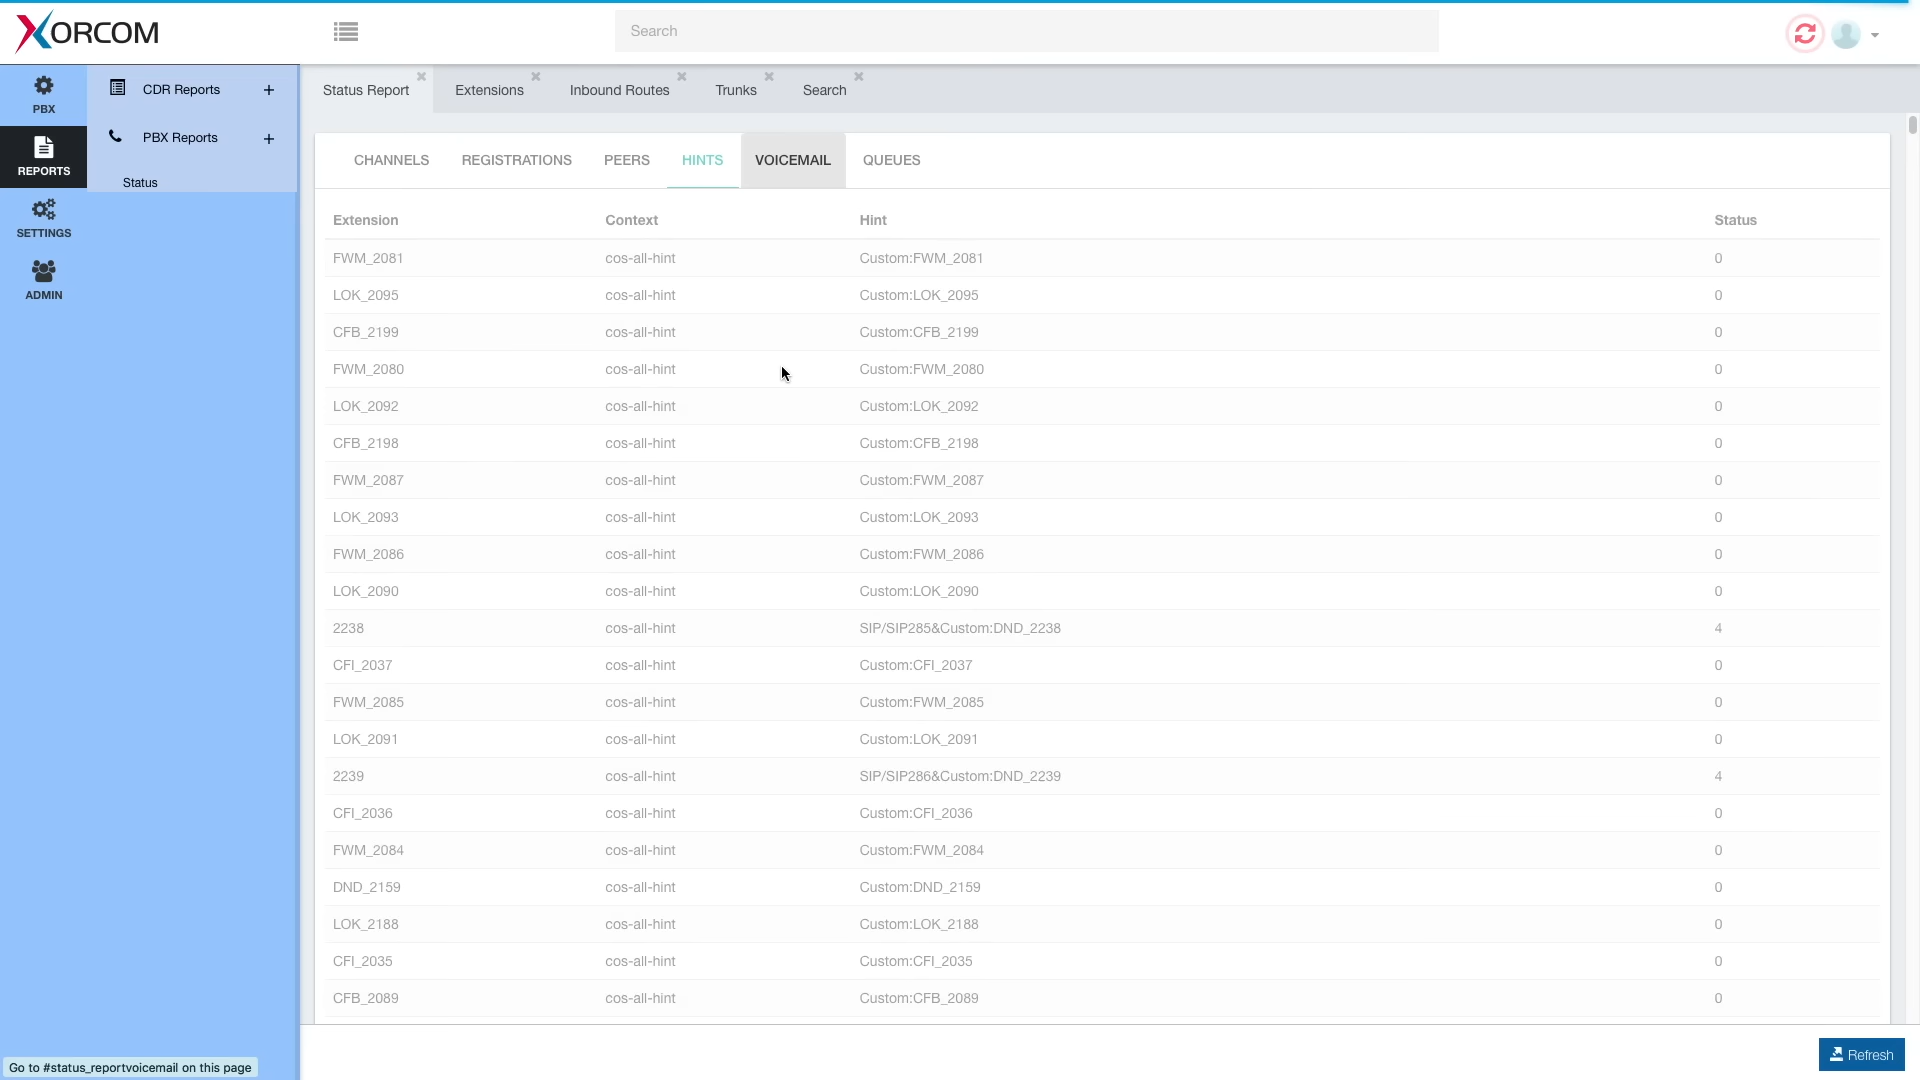 XORCOM
Search
PBX
REPORTS
SETTINGS
ADMIN
CDR Reports +
PBX Reports +
Status
Status Report Extensions Inbound Routes Trunks Search
CHANNELS REGISTRATIONS PEERS HINTS VOICEMAIL QUEUES
Extension Context Hint Status
FWM_2081 cos-all-hint Custom:FWM_2081 0
LOK_2095 cos-all-hint Custom:LOK_2095 0
CFB_2199 cos-all-hint Custom:CFB_2199 0
FWM_2080 cos-all-hint Custom:FWM_2080 0
LOK_2092 cos-all-hint Custom:LOK_2092 0
CFB_2198 cos-all-hint Custom:CFB_2198 0
FWM_2087 cos-all-hint Custom:FWM_2087 0
LOK_2093 cos-all-hint Custom:LOK_2093 0
FWM_2086 cos-all-hint Custom:FWM_2086 0
LOK_2090 cos-all-hint Custom:LOK_2090 0
2238 cos-all-hint SIP/SIP285&Custom:DND_2238 4
CFI_2037 cos-all-hint Custom:CFI_2037 0
FWM_2085 cos-all-hint Custom:FWM_2085 0
LOK_2091 cos-all-hint Custom:LOK_2091 0
2239 cos-all-hint SIP/SIP286&Custom:DND_2239 4
CFI_2036 cos-all-hint Custom:CFI_2036 0
FWM_2084 cos-all-hint Custom:FWM_2084 0
DND_2159 cos-all-hint Custom:DND_2159 0
LOK_2188 cos-all-hint Custom:LOK_2188 0
CFI_2035 cos-all-hint Custom:CFI_2035 0
CFB_2089 cos-all-hint Custom:CFB_2089 0
Refresh
Go to #status_reportvoicemail on this page